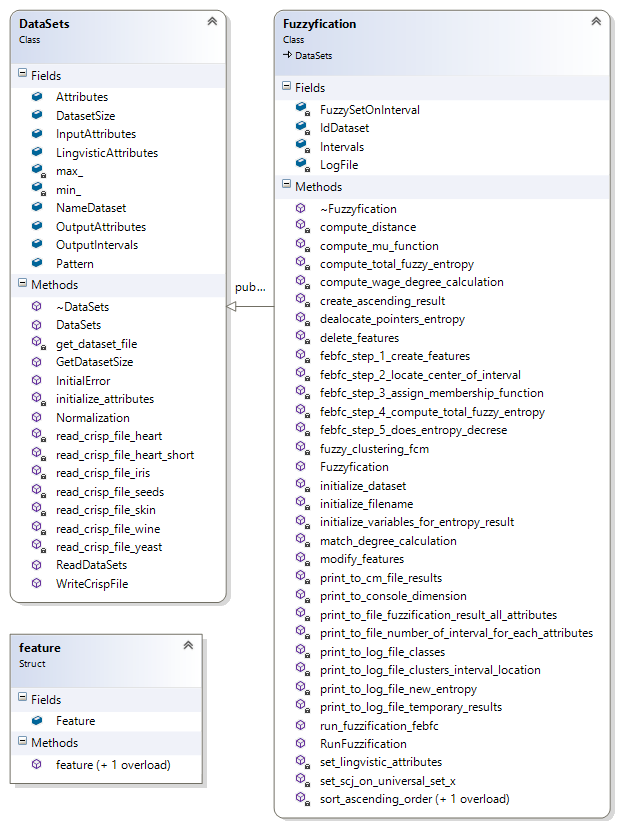 DataSets
Class
Fields
Attributes
DatasetSize
InputAttributes
LingvisticAttributes
max_
min_
NameDataset
OutputAttributes
OutputIntervals
Pattern
Methods
~DataSets
DataSets
get_dataset_file
GetDatasetSize
InitialError
initialize_attributes
Normalization
read_crisp_file_heart
read_crisp_file_heart_short
read_crisp_file_iris
read_crisp_file_seeds
read_crisp_file_skin
read_crisp_file_wine
read_crisp_file_yeast
ReadDataSets
WriteCrispFile
feature
Struct
Fields
Feature
Methods
feature (+ 1 overload)
pub...
Fuzzyfication
Class
DataSets
Fields
FuzzySetOnInterval
IdDataset
Intervals
LogFile
Methods
~Fuzzyfication
compute_distance
compute_mu_function
compute_total_fuzzy_entropy
compute_wage_degree_calculation
create_ascending_result
dealocate_pointers_entropy
delete_features
febfc_step_1_create_features
febfc_step_2_locate_center_of_interval
febfc_step_3_assign_membership_function
febfc_step_4_compute_total_fuzzy_entropy
febfc_step_5_does_entropy_decrese
fuzzy_clustering_fcm
Fuzzyfication
initialize_dataset
initialize_filename
initialize_variables_for_entropy_result
match_degree_calculation
modify_features
print_to_cm_file_results
print_to_console_dimension
print_to_file_fuzzification_result_all_attributes
print_to_file_number_of_interval_for_each_attributes
print_to_log_file_classes
print_to_log_file_clusters_interval_location
print_to_log_file_new_entropy
print_to_log_file_temporary_results
run_fuzzification_febfc
RunFuzzification
set_lingvistic_attributes
set_scj_on_universal_set_x
sort_ascending_order (+ 1 overload)